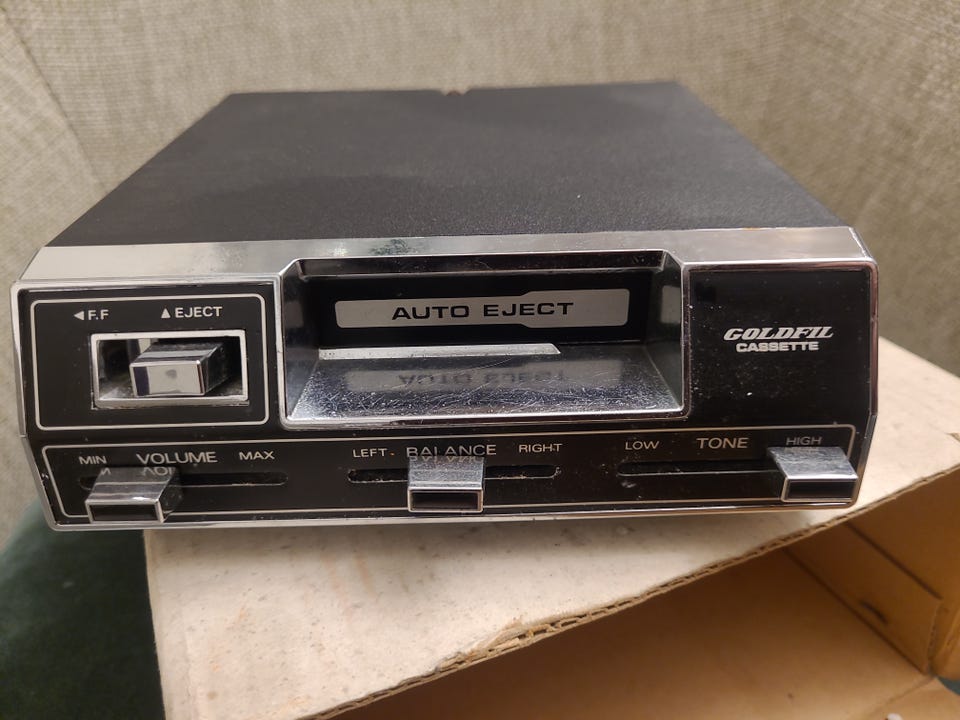 ◀F.F ▲EJECT
AUTO EJECT
GOLDFIL
CASSETTE
MIN VOLUME MAX
LEFT BALANCE RIGHT
LOW TONE HIGH